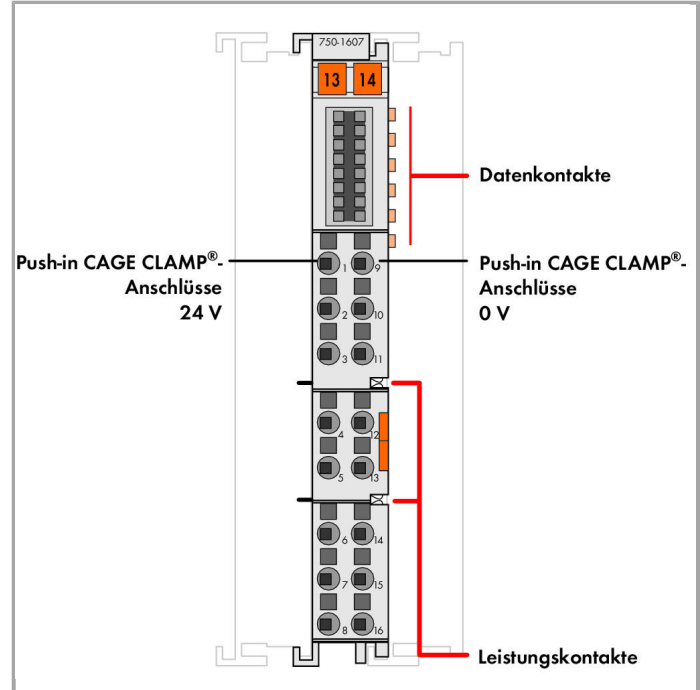 750-1607
13 14
Datenkontakte
Push-in CAGE CLAMP®-
Anschlüsse
24 V
Push-in CAGE CLAMP®-
Anschlüsse
0 V
1 9
2 10
3 11
4 12
5 13
6 14
7 15
8 16
Leistungskontakte